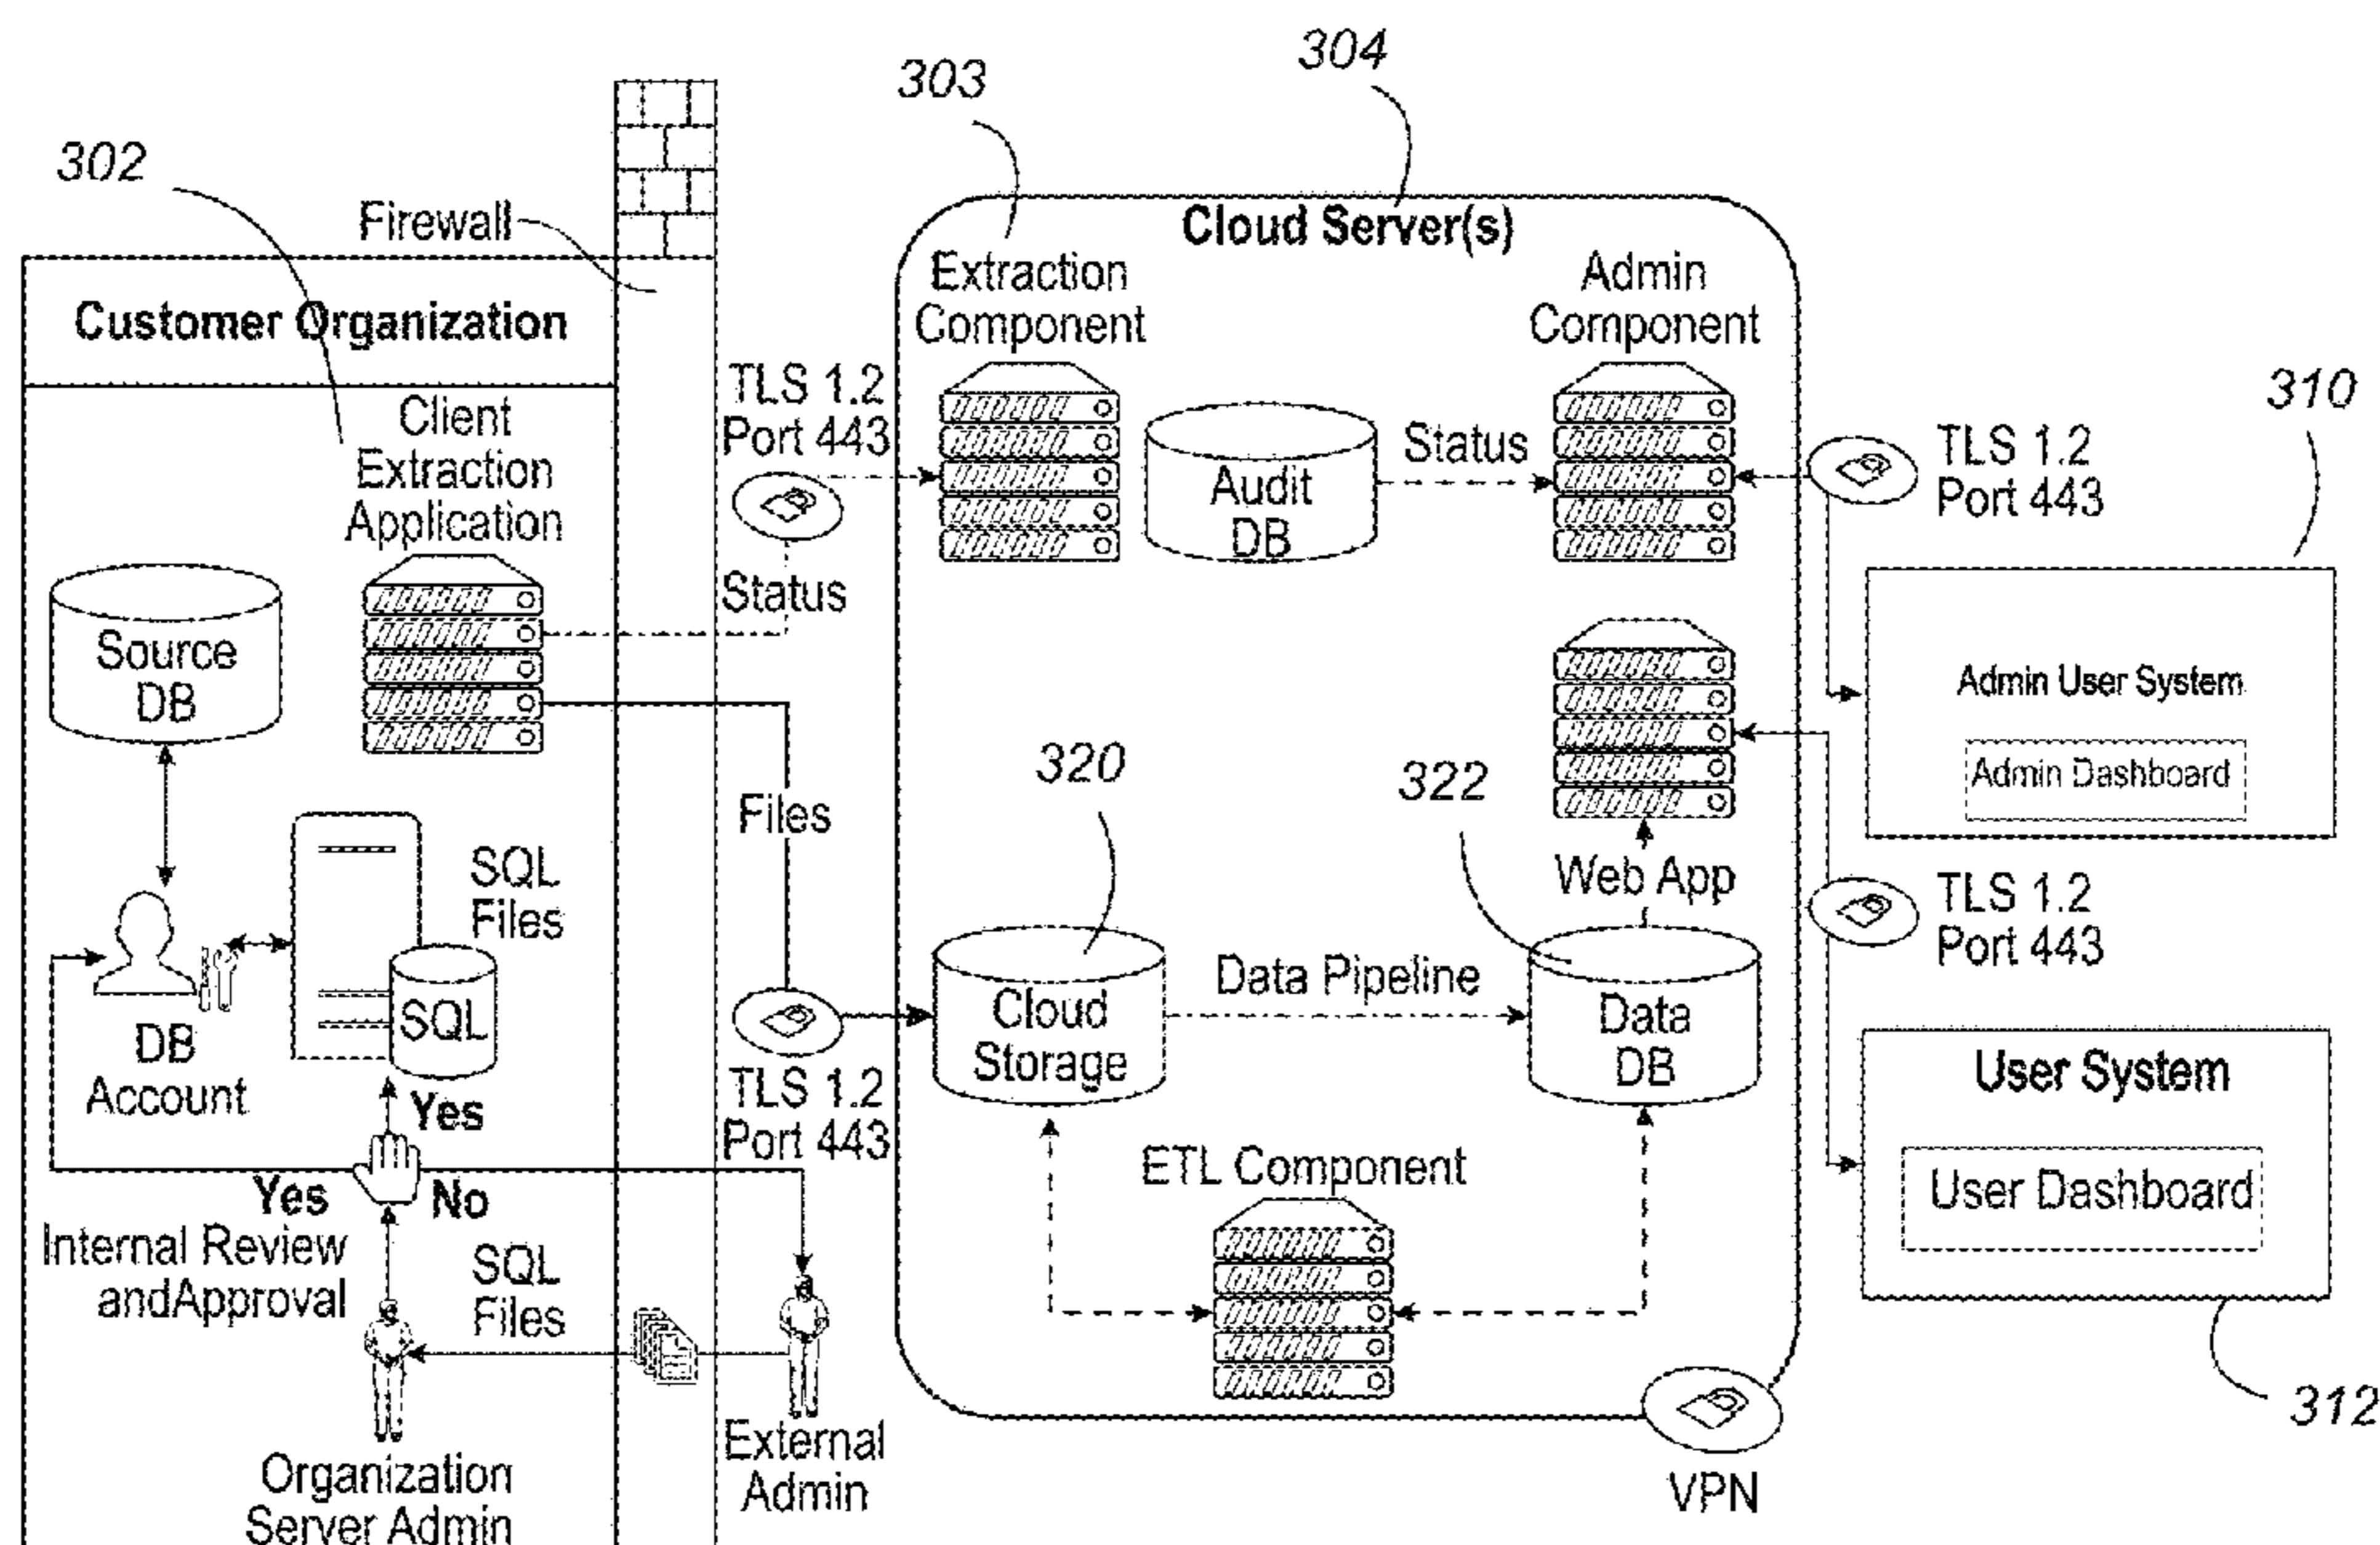 304
303
302
Firewall
Cloud Server(s)
Extraction
Component
Admin
Component
Customer Organization
TLS 1.2
Port 443
310
Client
Extraction
Application
Status
TLS 1.2
Port 443
Audit
DB
Status
Source
DB
Admin User System
320
322
Admin Dashboard
Files
SQL
Files
Web App
TLS 1.2
Port 443
Data Pipeline
Cloud
Storage
Data
DB
SQL
DB
Account
TLS 1.2
Port 443
User System
Yes
ETL Component
User Dashboard
Yes
No
Internal Review
andApproval
SQL
Files
312
External
Admin
Organization
Server Admin
VPN